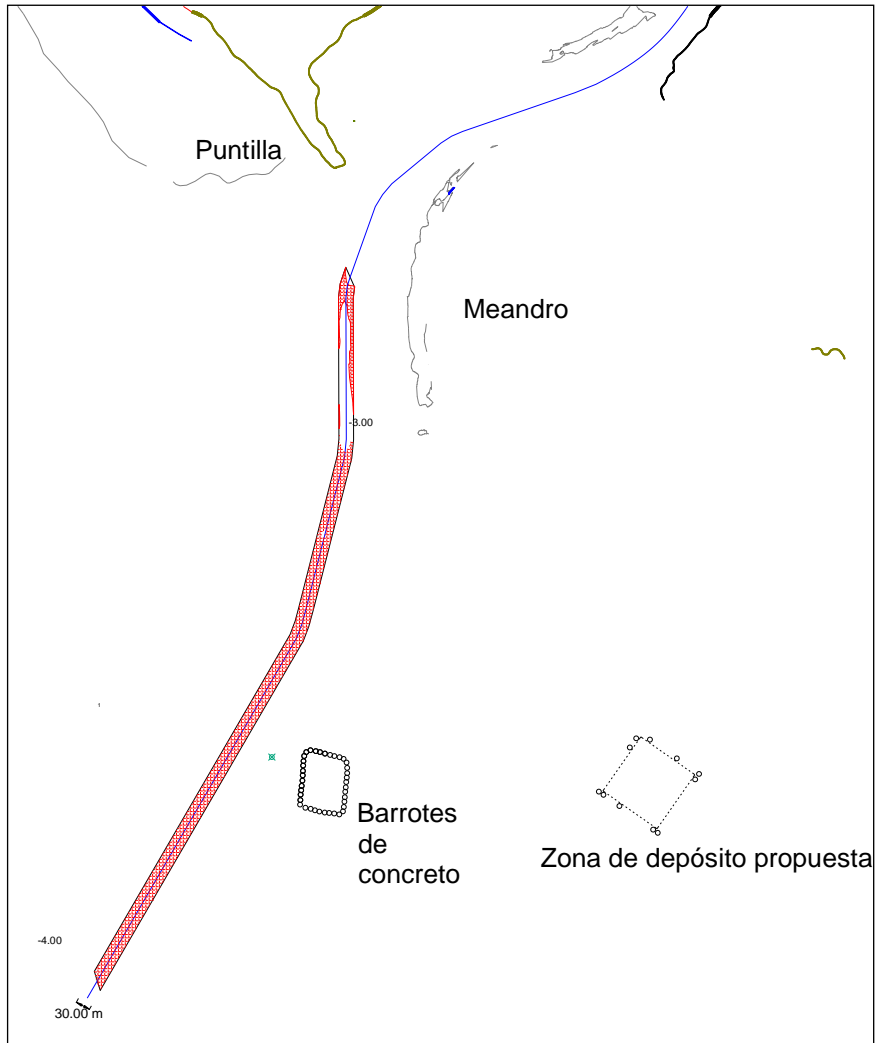 Puntilla
Meandro
-3.00
Barrotes
de
concreto
Zona de depósito propuesta
-4.00
30.00 m